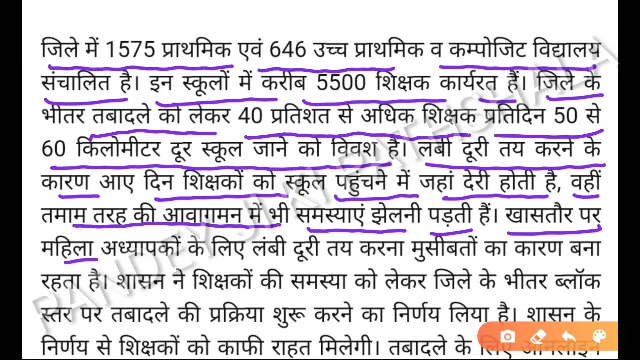 जिले में 1575 प्राथमिक एवं 646 उच्च प्राथमिक व कम्पोजिट विद्यालय
संचालित है। इन स्कूलों में करीब 5500 शिक्षक कार्यरत हैं। जिले के
भीतर तबादले को लेकर 40 प्रतिशत से अधिक शिक्षक प्रतिदिन 50 से
60 किलोमीटर दूर स्कूल जाने को विवश है। लंबी दूरी तय करने के
कारण आए दिन शिक्षकों को स्कूल पहुंचने में जहां देरी होती है, वहीं
तमाम तरह की आवागमन में भी समस्याएं झेलनी पड़ती हैं। खासतौर पर
महिला अध्यापकों के लिए लंबी दूरी तय करना मुसीबतों का कारण बना
रहता है। शासन ने शिक्षकों की समस्या को लेकर जिले के भीतर ब्लॉक
स्तर पर तबादले की प्रक्रिया शुरू करने का निर्णय लिया है। शासन के
निर्णय से शिक्षकों को काफी राहत मिलेगी। तबादले के लिए ऑनलाइन